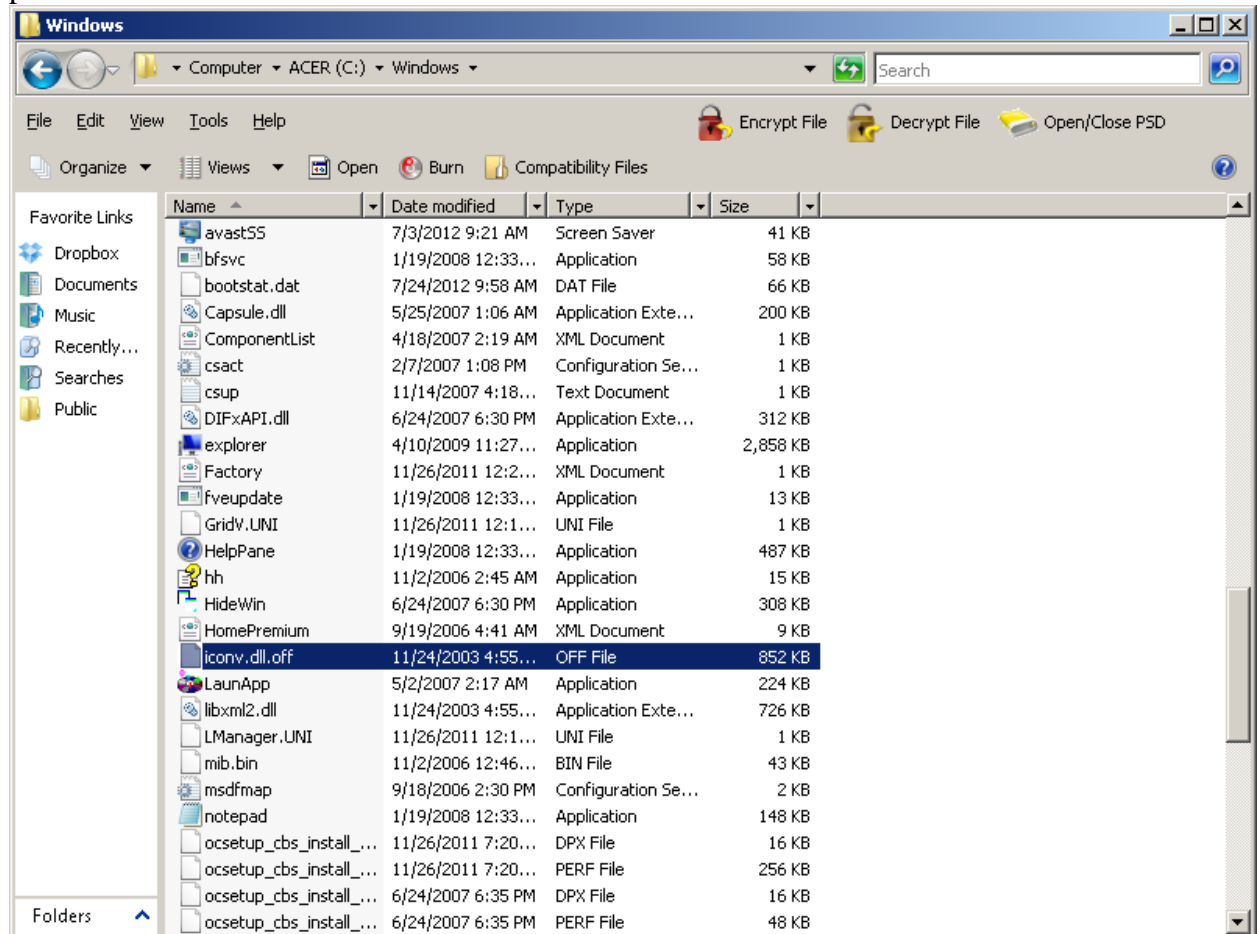 Windows
Computer ACER (C:) Windows Search
File Edit View Tools Help Encrypt File Decrypt File Open/Close PSD
Organize Views Open Burn Compatibility Files
Favorite Links Name Date modified Type Size
avastSS 7/3/2012 9:21 AM Screen Saver 41 KB
Dropbox bfsvc 1/19/2008 12:33... Application 58 KB
Documents bootstat.dat 7/24/2012 9:58 AM DAT File 66 KB
Music Capsule.dll 5/25/2007 1:06 AM Application Exte... 200 KB
Recently... ComponentList 4/18/2007 2:19 AM XML Document 1 KB
Searches csact 2/7/2007 1:08 PM Configuration Se... 1 KB
Public csup 11/14/2007 4:18... Text Document 1 KB
DIFxAPI.dll 6/24/2007 6:30 PM Application Exte... 312 KB
explorer 4/10/2009 11:27... Application 2,858 KB
Factory 11/26/2011 12:2... XML Document 1 KB
fveupdate 1/19/2008 12:33... Application 13 KB
GridV.UNI 11/26/2011 12:1... UNI File 1 KB
HelpPane 1/19/2008 12:33... Application 487 KB
hh 11/2/2006 2:45 AM Application 15 KB
HideWin 6/24/2007 6:30 PM Application 308 KB
HomePremium 9/19/2006 4:41 AM XML Document 9 KB
iconv.dll.off 11/24/2003 4:55... OFF File 852 KB
LaunApp 5/2/2007 2:17 AM Application 224 KB
libxml2.dll 11/24/2003 4:55... Application Exte... 726 KB
LManager.UNI 11/26/2011 12:1... UNI File 1 KB
mib.bin 11/2/2006 12:46... BIN File 43 KB
msdfmap 9/18/2006 2:30 PM Configuration Se... 2 KB
notepad 1/19/2008 12:33... Application 148 KB
ocsetup_cbs_install_... 11/26/2011 7:20... DPX File 16 KB
ocsetup_cbs_install_... 11/26/2011 7:20... PERF File 256 KB
ocsetup_cbs_install_... 6/24/2007 6:35 PM DPX File 16 KB
Folders ocsetup_cbs_install_... 6/24/2007 6:35 PM PERF File 48 KB